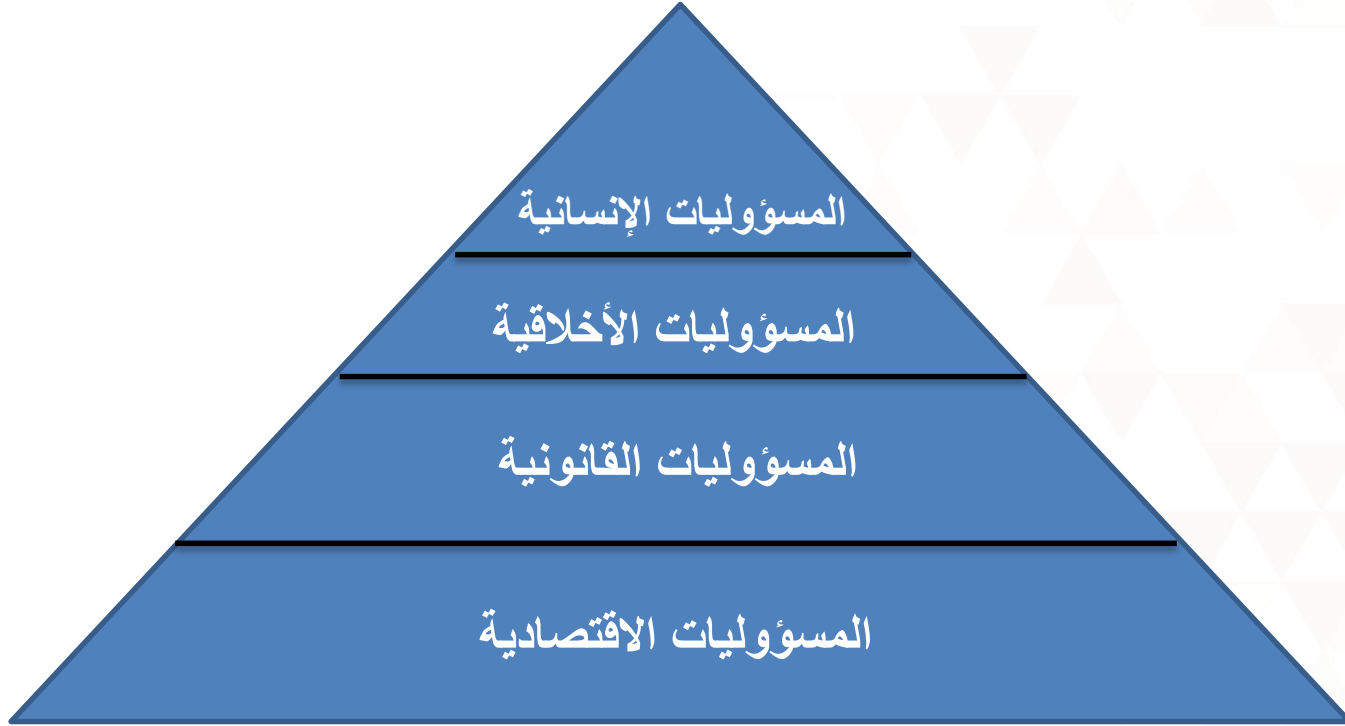 المسؤوليات الإنسانية
المسؤوليات الأخلاقية
المسؤوليات القانونية
المسؤوليات الاقتصادية